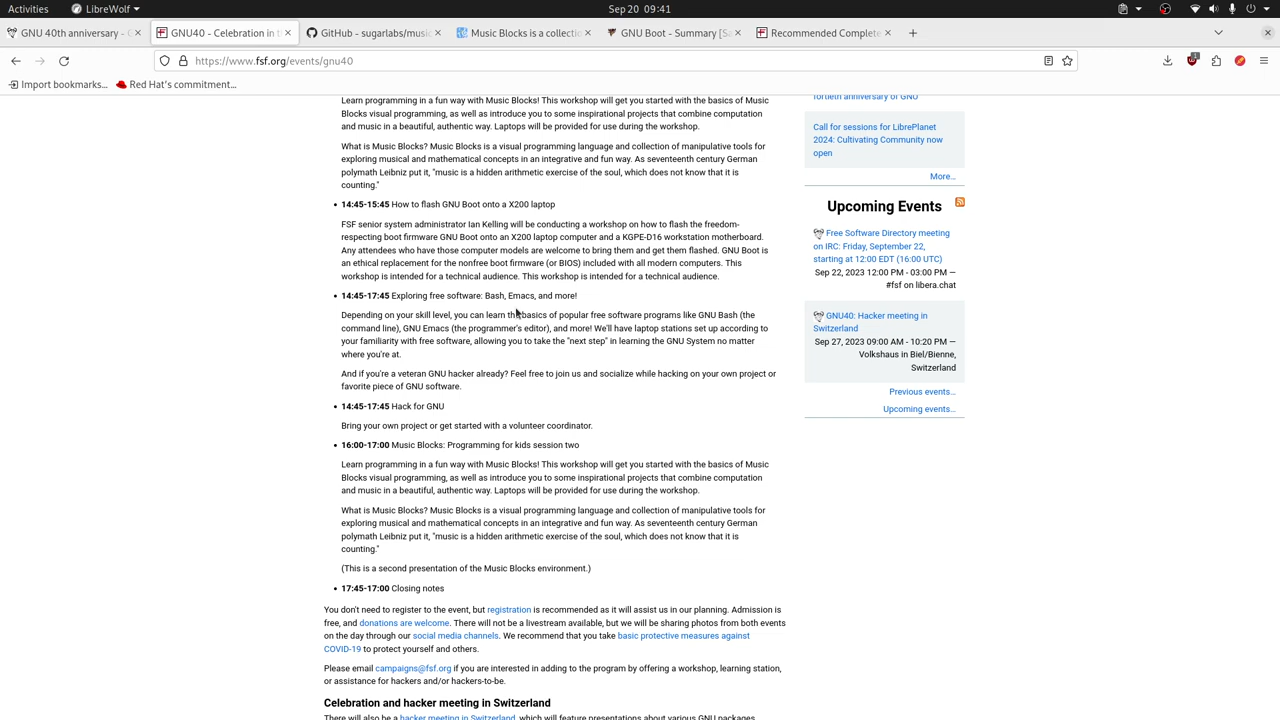 Activities LibreWolf Sep 20 09:41
GNU 40th anniversary - GNU40 - Celebration in t GitHub - sugarlabs/music Music Blocks is a collectio GNU Boot - Summary [Sa Recommended Complete
https://www.fsf.org/events/gnu40
Import bookmarks... Red Hat's commitment...
Learn programming in a fun way with Music Blocks! This workshop will get you started with the basics of Music
Blocks visual programming, as well as introduce you to some inspirational projects that combine computation
and music in a beautiful, authentic way. Laptops will be provided for use during the workshop.
What is Music Blocks? Music Blocks is a visual programming language and collection of manipulative tools for
exploring musical and mathematical concepts in an integrative and fun way. As seventeenth century German
polymath Leibniz put it, "music is a hidden arithmetic exercise of the soul, which does not know that it is
counting."
• 14:45-15:45 How to flash GNU Boot onto a X200 laptop
FSF senior system administrator Ian Kelling will be conducting a workshop on how to flash the freedom-
respecting boot firmware GNU Boot onto an X200 laptop computer and a KGPE-D16 workstation motherboard.
Any attendees who have those computer models are welcome to bring them and get them flashed. GNU Boot is
an ethical replacement for the nonfree boot firmware (or BIOS) included with all modern computers. This
workshop is intended for a technical audience. This workshop is intended for a technical audience.
• 14:45-17:45 Exploring free software: Bash, Emacs, and more!
Depending on your skill level, you can learn the basics of popular free software programs like GNU Bash (the
command line), GNU Emacs (the programmer's editor), and more! We'll have laptop stations set up according to
your familiarity with free software, allowing you to take the "next step" in learning the GNU System no matter
where you're at.
And if you're a veteran GNU hacker already? Feel free to join us and socialize while hacking on your own project or
favorite piece of GNU software.
• 14:45-17:45 Hack for GNU
Bring your own project or get started with a volunteer coordinator.
• 16:00-17:00 Music Blocks: Programming for kids session two
Learn programming in a fun way with Music Blocks! This workshop will get you started with the basics of Music
Blocks visual programming, as well as introduce you to some inspirational projects that combine computation
and music in a beautiful, authentic way. Laptops will be provided for use during the workshop.
What is Music Blocks? Music Blocks is a visual programming language and collection of manipulative tools for
exploring musical and mathematical concepts in an integrative and fun way. As seventeenth century German
polymath Leibniz put it, "music is a hidden arithmetic exercise of the soul, which does not know that it is
counting."
(This is a second presentation of the Music Blocks environment.)
• 17:45-17:00 Closing notes
You don't need to register to the event, but registration is recommended as it will assist us in our planning. Admission is
free, and donations are welcome. There will not be a livestream available, but we will be sharing photos from both events
on the day through our social media channels. We recommend that you take basic protective measures against
COVID-19 to protect yourself and others.
Please email campaigns@fsf.org if you are interested in adding to the program by offering a workshop, learning station,
or assistance for hackers and/or hackers-to-be.
Celebration and hacker meeting in Switzerland
There will also be a hacker meeting in Switzerland, which will feature presentations about various GNU packages
fortieth anniversary of GNU
Call for sessions for LibrePlanet
2024: Cultivating Community now
open
More…
Upcoming Events
Free Software Directory meeting
on IRC: Friday, September 22,
starting at 12:00 EDT (16:00 UTC)
Sep 22, 2023 12:00 PM - 03:00 PM —
#fsf on libera.chat
GNU40: Hacker meeting in
Switzerland
Sep 27, 2023 09:00 AM - 10:20 PM —
Volkshaus in Biel/Bienne,
Switzerland
Previous events…
Upcoming events…